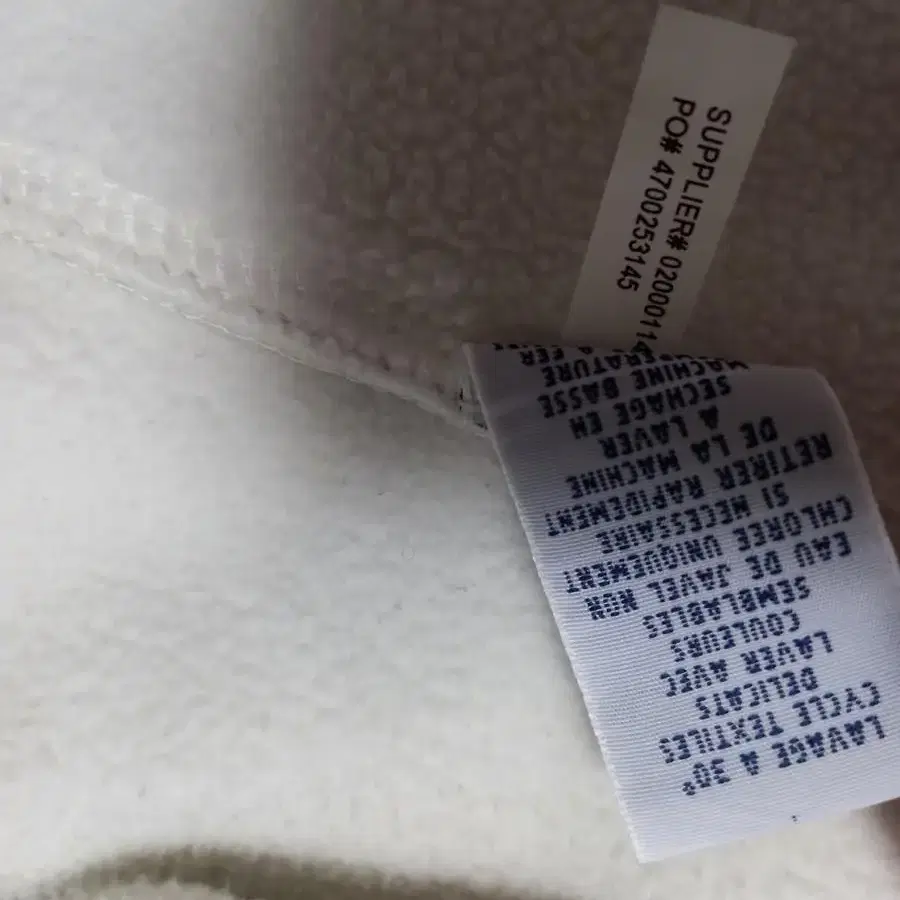 SUPPLIER# 0200011
PO# 4700253145
LAVAGE A 30°
CYCLE TEXTILES
DELICATS
LAVER AVEC
COULEURS
SEMBLABLES
EAU DE JAVEL NON
CHLOREE UNIQUEMENT
SI NECESSAIRE
RETIRER RAPIDEMENT
DE LA MACHINE
A LAVER
SECHAGE EN
MACHINE BASSE